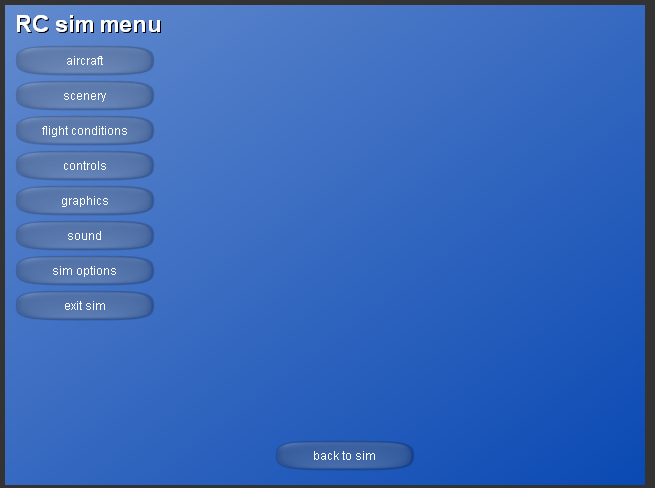 RC sim menu
aircraft
scenery
flight conditions
controls
graphics
sound
sim options
exit sim
back to sim